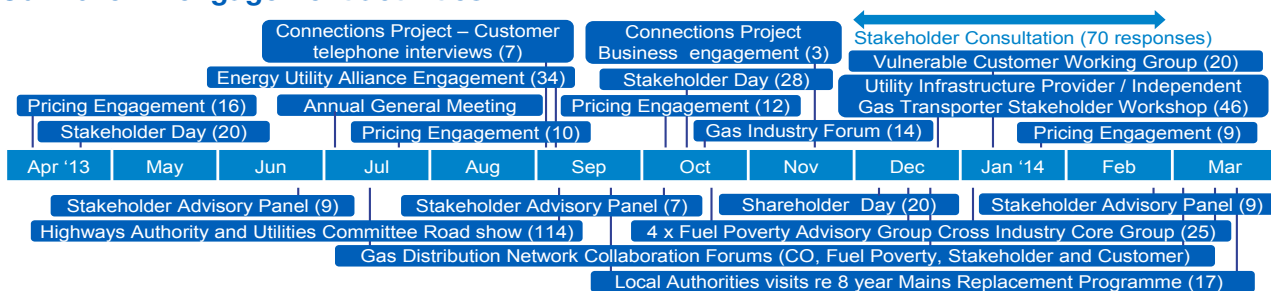 Connections Project – Customer
telephone interviews (7)
Connections Project
Business engagement (3)
Stakeholder Consultation (70 responses)
Vulnerable Customer Working Group (20)
Energy Utility Alliance Engagement (34)
Stakeholder Day (28)
Utility Infrastructure Provider / Independent
Gas Transporter Stakeholder Workshop (46)
Pricing Engagement (16)
Annual General Meeting
Pricing Engagement (12)
Stakeholder Day (20)
Pricing Engagement (10)
Gas Industry Forum (14)
Pricing Engagement (9)
Apr ‘13 May Jun Jul Aug Sep Oct Nov Dec Jan ‘14 Feb Mar
Stakeholder Advisory Panel (9)
Stakeholder Advisory Panel (7)
Shareholder Day (20)
Stakeholder Advisory Panel (9)
Highways Authority and Utilities Committee Road show (114)
4 x Fuel Poverty Advisory Group Cross Industry Core Group (25)
Gas Distribution Network Collaboration Forums (CO, Fuel Poverty, Stakeholder and Customer)
Local Authorities visits re 8 year Mains Replacement Programme (17)